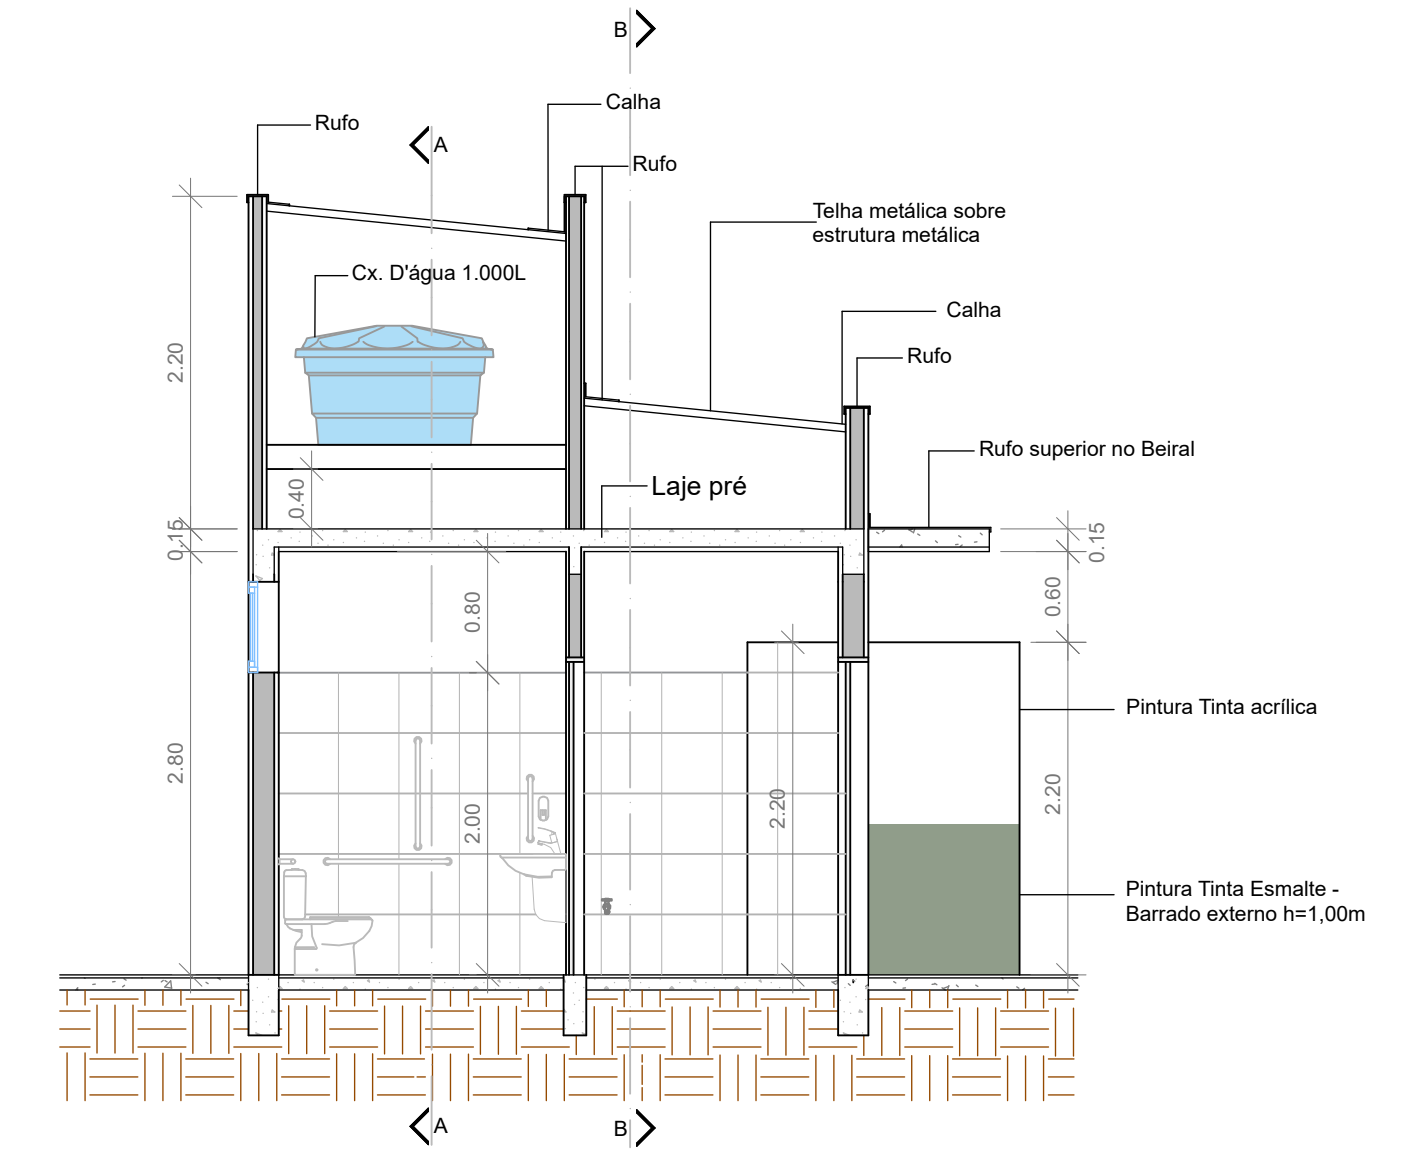 B
Calha
Rufo
A
Rufo
Telha metálica sobre
estrutura metálica
Cx. D'água 1.000L
Calha
2.20
Rufo
Rufo superior no Beiral
0.40
Laje pré
0.15
0.15
0.80
0.60
Pintura Tinta acrílica
2.80
2.00
2.20
2.20
Pintura Tinta Esmalte -
Barrado externo h=1,00m
A
B